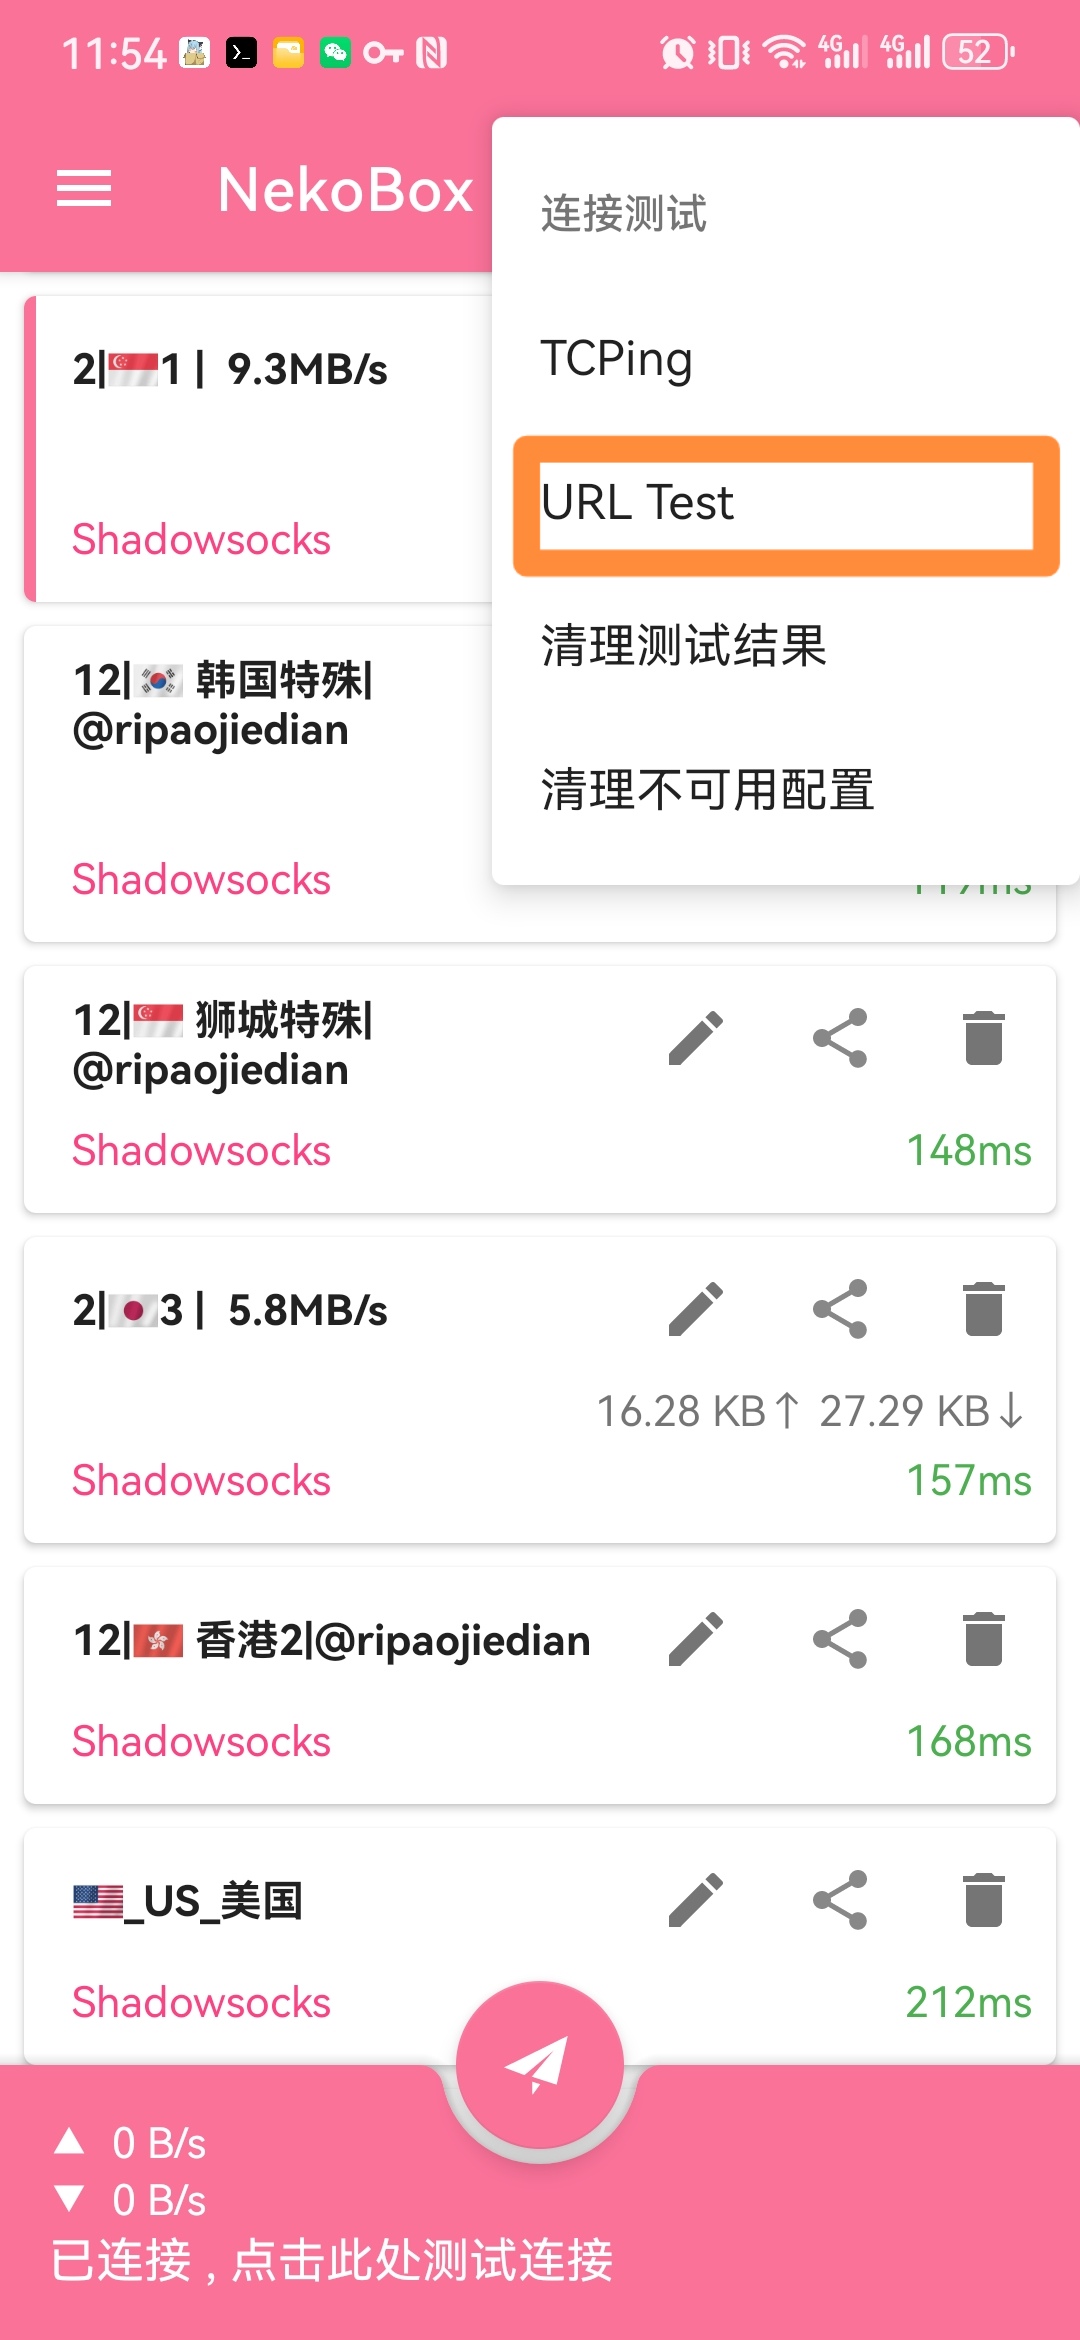 11:54
4G
4G
52
NekoBox
连接测试
TCPing
URL Test
清理测试结果
清理不可用配置
2|🇸🇬1 | 9.3MB/s
Shadowsocks
12|🇰🇷 韩国特殊|
@ripaojiedian
Shadowsocks
12|🇸🇬 狮城特殊|
@ripaojiedian
Shadowsocks
148ms
2|🇯🇵3 | 5.8MB/s
16.28 KB↑ 27.29 KB↓
Shadowsocks
157ms
12|🇭🇰 香港2|@ripaojiedian
Shadowsocks
168ms
🇺🇸_US_美国
Shadowsocks
212ms
▲ 0 B/s
▼ 0 B/s
已连接，点击此处测试连接